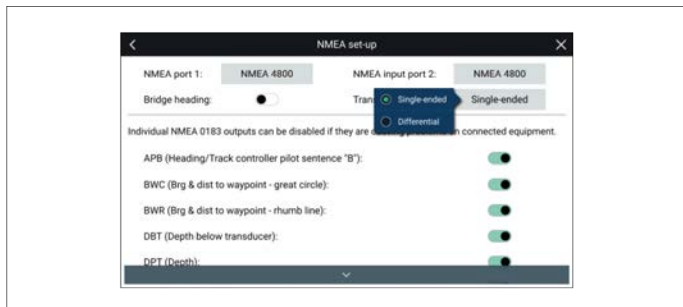 NMEA set-up
NMEA port 1: NMEA 4800 NMEA input port 2: NMEA 4800
Bridge heading: Tran Single-ended Single-ended
Differential
Individual NMEA 0183 outputs can be disabled if they are on connected equipment.
APB (Heading/Track controller pilot sentence "B"):
BWC (Brg & dist to waypoint - great circle):
BWR (Brg & dist to waypoint - rhumb line):
DBT (Depth below transducer):
DPT (Depth):